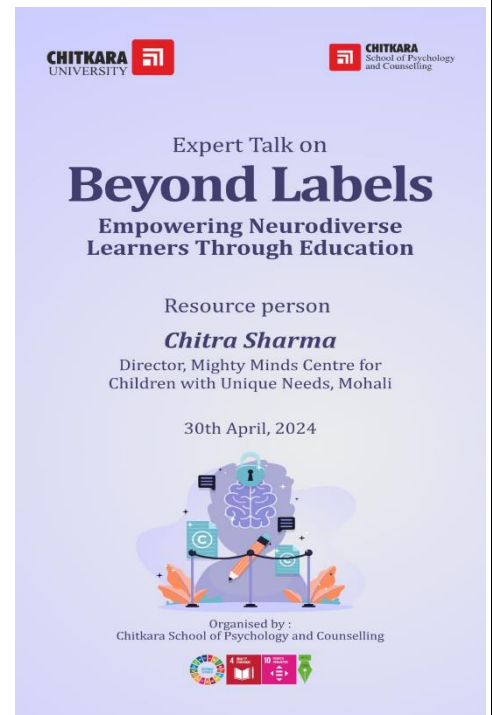 CHITKARA
UNIVERSITY
CHITKARA
School of Psychology
and Counselling
Expert Talk on
Beyond Labels
Empowering Neurodiverse
Learners Through Education
Resource person
Chitra Sharma
Director, Mighty Minds Centre for
Children with Unique Needs, Mohali
30th April, 2024
Organised by :
Chitkara School of Psychology and Counselling
4
10